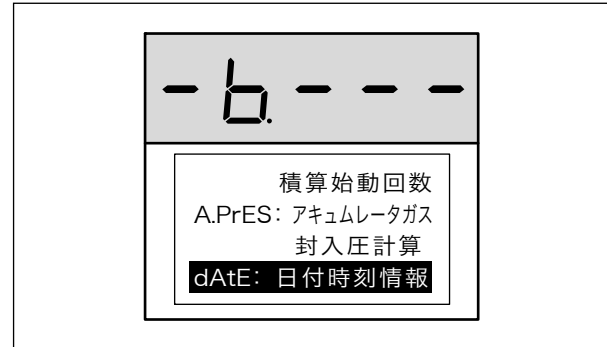 -b.---
積算始動回数
A.PrES：アキュムレータガス
封入圧計算
dAtE：日付時刻情報